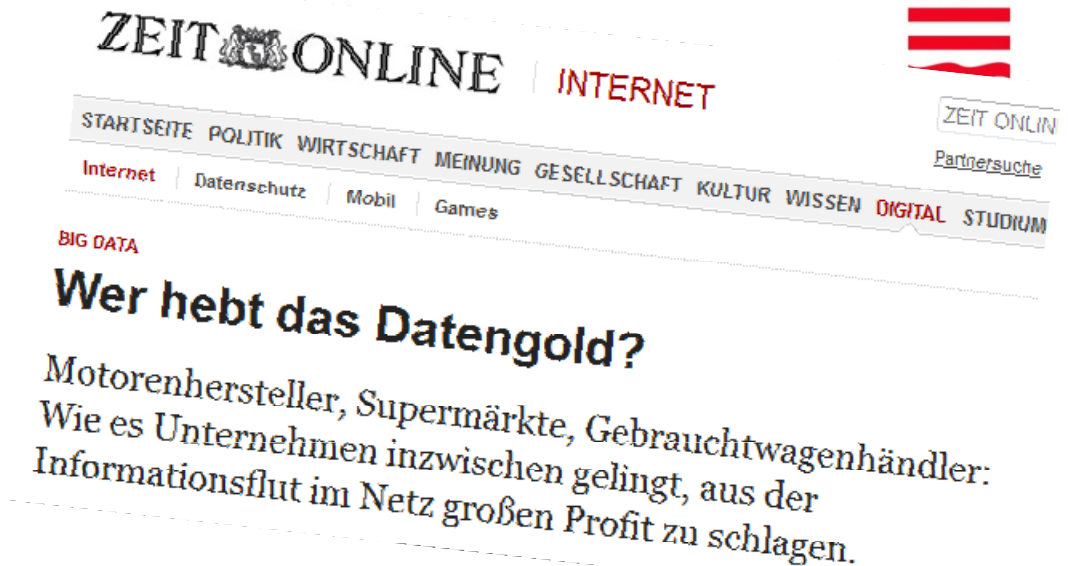 ZEIT ONLINE INTERNET
ZEIT ONLIN
Partnersuche
STARTSEITE POLITIK WIRTSCHAFT MEINUNG GESELLSCHAFT KULTUR WISSEN DIGITAL STUDIUM
Internet Datenschutz Mobil Games
BIG DATA
Wer hebt das Datengold?
Motorenhersteller, Supermärkte, Gebrauchtwagenhändler:
Wie es Unternehmen inzwischen gelingt, aus der
Informationsflut im Netz großen Profit zu schlagen.